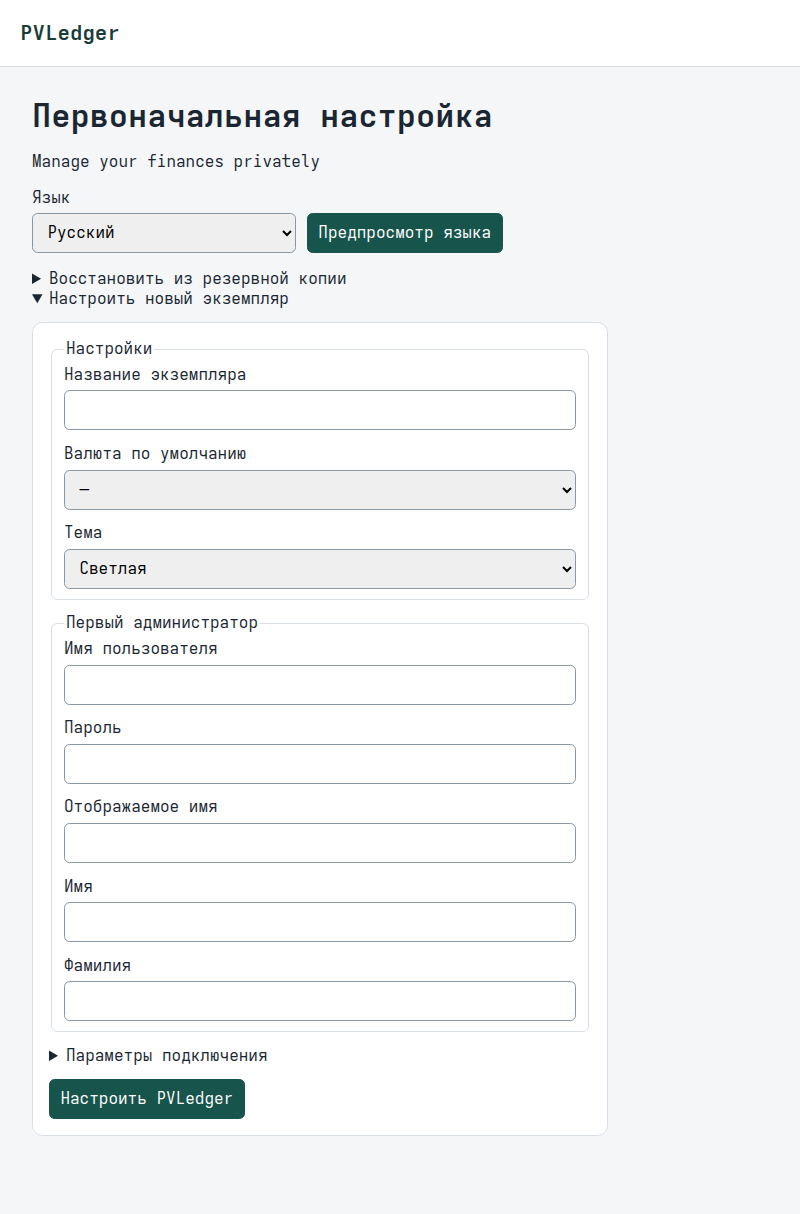 PVLedger
Первоначальная настройка
Manage your finances privately
Язык
Русский
Предпросмотр языка
Восстановить из резервной копии
Настроить новый экземпляр
Настройки
Название экземпляра
Валюта по умолчанию
—
Тема
Светлая
Первый администратор
Имя пользователя
Пароль
Отображаемое имя
Имя
Фамилия
Параметры подключения
Настроить PVLedger